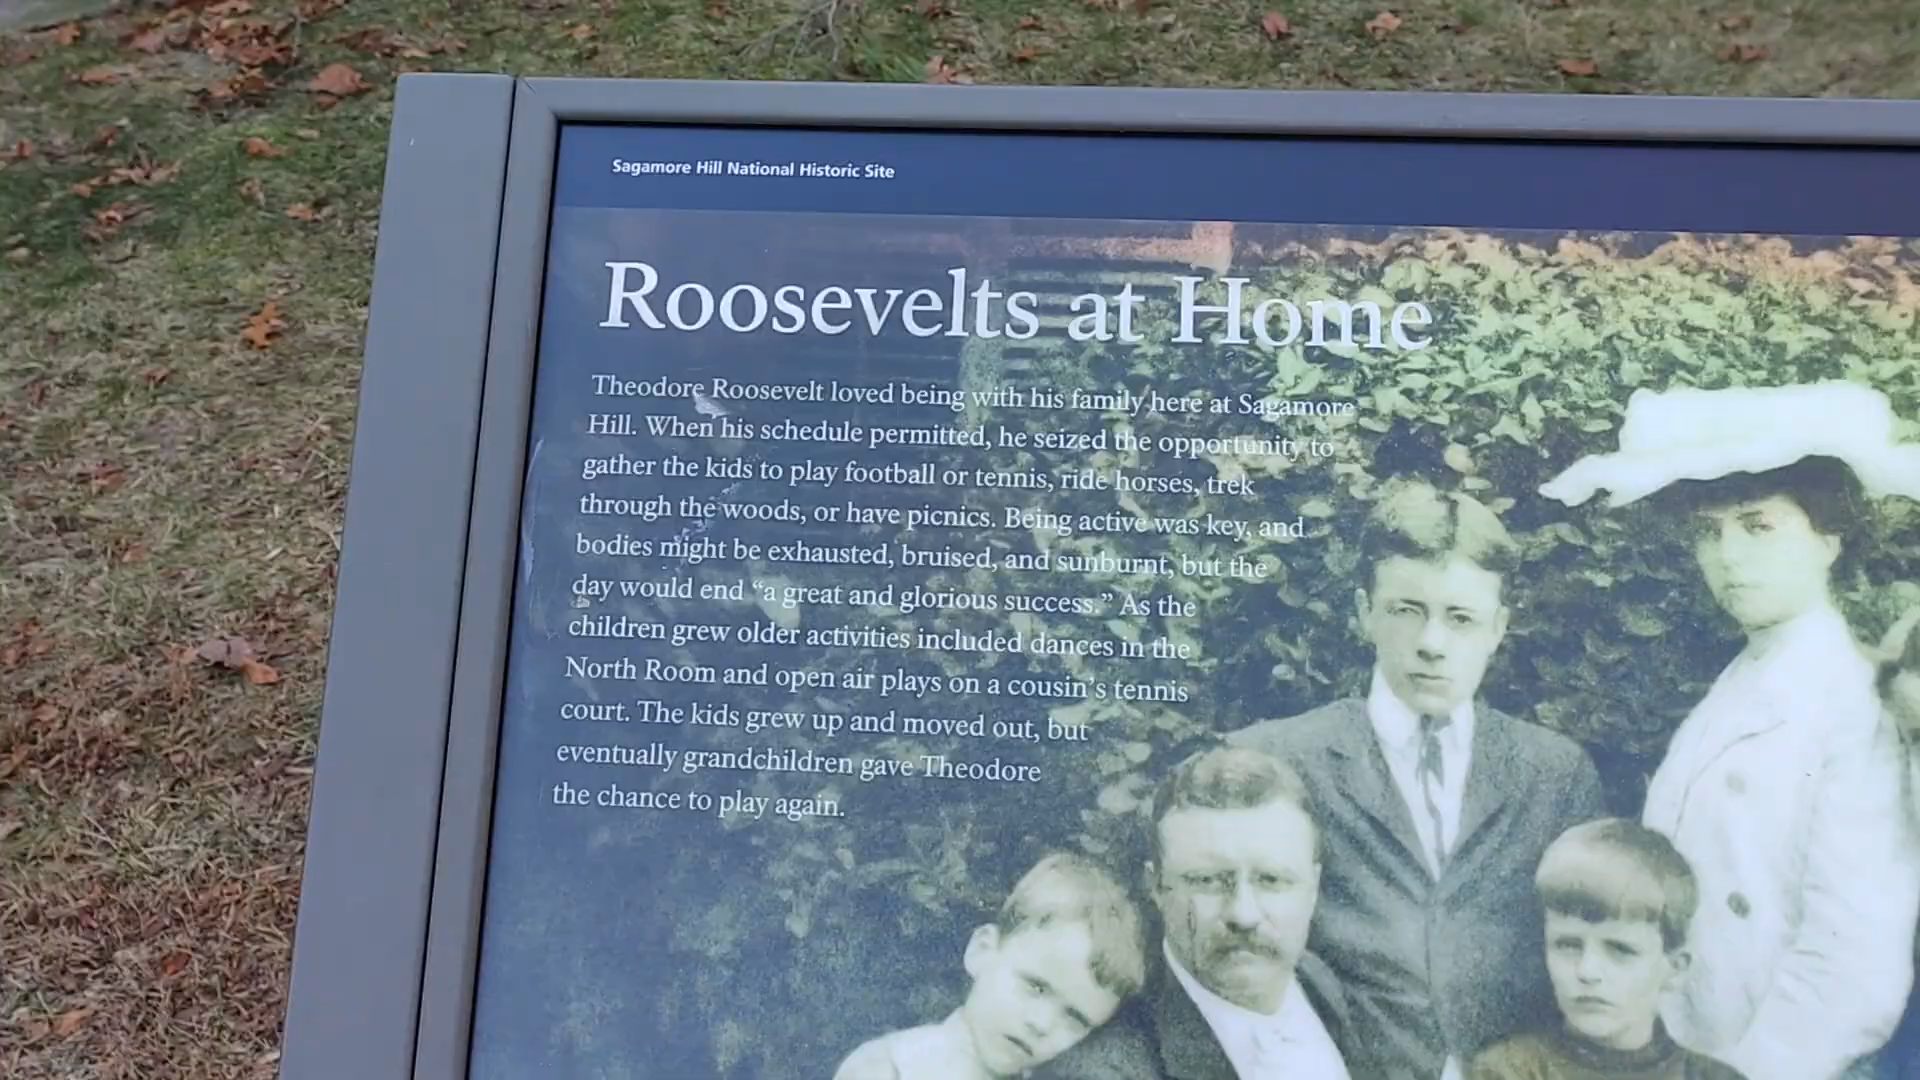 Sagamore Hill National Historic Site
Roosevelts at Home
Theodore Roosevelt loved being with his family here at Sagamore
Hill. When his schedule permitted, he seized the opportunity to
gather the kids to play football or tennis, ride horses, trek
through the woods, or have picnics. Being active was key, and
bodies might be exhausted, bruised, and sunburnt, but the
day would end “a great and glorious success.” As the
children grew older activities included dances in the
North Room and open air plays on a cousin’s tennis
court. The kids grew up and moved out, but
eventually grandchildren gave Theodore
the chance to play again.